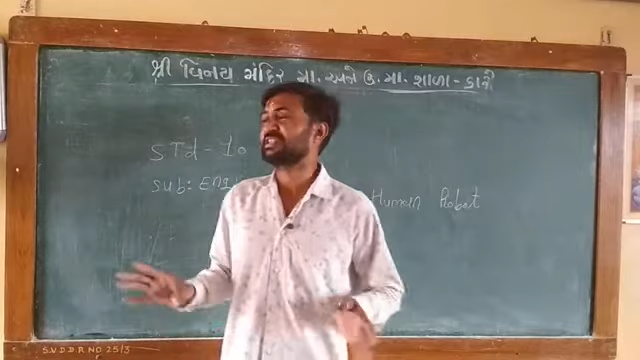 શ્રી વિનય મંદિર મા. અને ઉ. મા. શાળા -
STd - 10
Sub: Eng
Human Robot
S.V.D.D.R NO 25/3